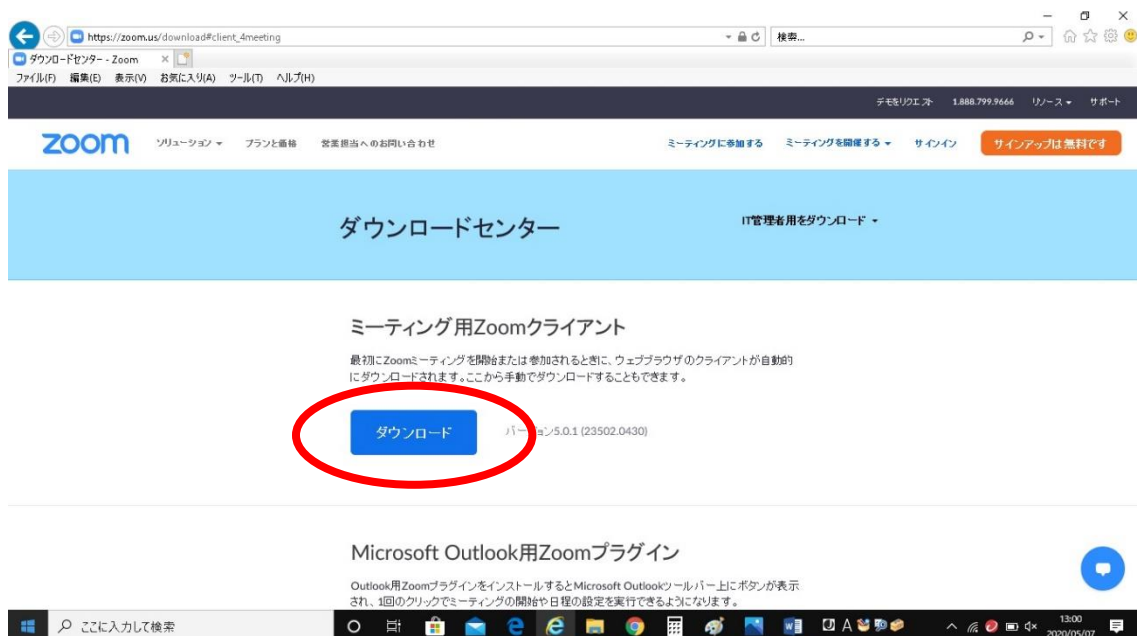 https://zoom.us/download#client_4meeting
検索...
ダウンロードセンター - Zoom
ファイル(F) 編集(E) 表示(V) お気に入り(A) ツール(T) ヘルプ(H)
デモをリクエスト 1.888.799.9666 リソース サポート
zoom ソリューション プランと価格 営業担当へのお問い合わせ ミーティングに参加する ミーティングを開催する サインイン サインアップは無料です
ダウンロードセンター IT管理者用をダウンロード
ミーティング用Zoomクライアント
最初にZoomミーティングを開始または参加されるときに、ウェブブラウザのクライアントが自動的
にダウンロードされます。ここから手動でダウンロードすることもできます。
ダウンロード 5.0.1 (23502.0430)
Microsoft Outlook用Zoomプラグイン
Outlook用ZoomプラグインをインストールするとMicrosoft Outlookツールバー上にボタンが表示
され、1回のクリックでミーティングの開始や日程の設定を実行できるようになります。
ここに入力して検索
A
13:00
2020/05/07